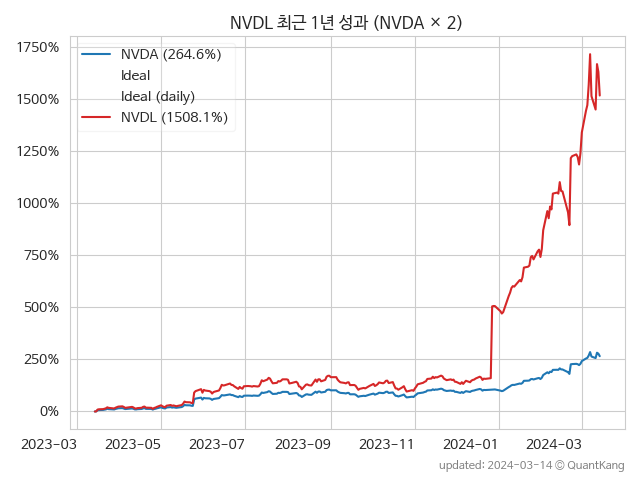 NVDL 최근 1년 성과 (NVDA × 2)
1750%
1500%
1250%
1000%
750%
500%
250%
0%
NVDA (264.6%)
Ideal
Ideal (daily)
NVDL (1508.1%)
2023-03 2023-05 2023-07 2023-09 2023-11 2024-01 2024-03
updated: 2024-03-14 © QuantKang